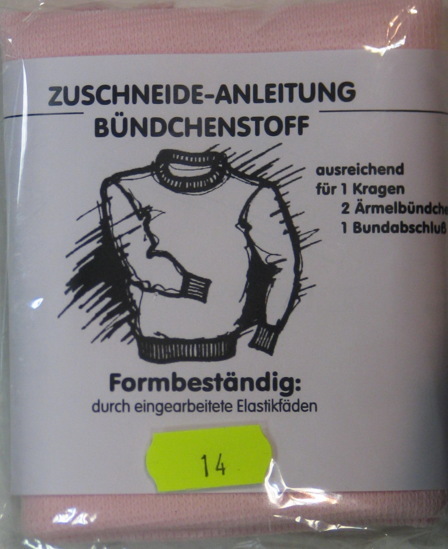 ZUSCHNEIDE-ANLEITUNG
BÜNDCHENSTOFF
ausreichend
für 1 Kragen
2 Ärmelbündche
1 Bundabschluß
Formbeständig:
durch eingearbeitete Elastikfäden
14